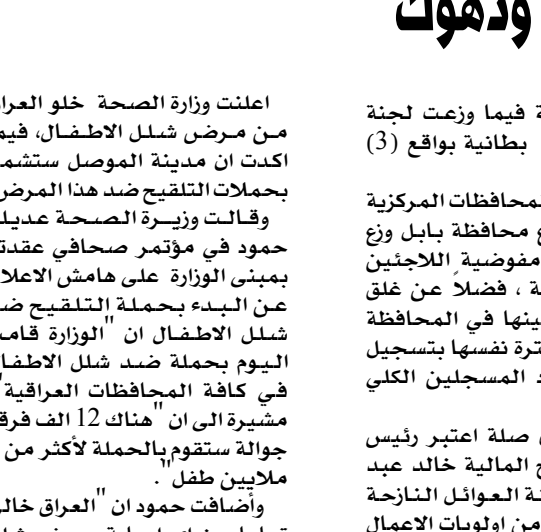 ودهوك
اعلنت وزارة الصحة خلو العرا
من مرض شلل الاطفال، فيم
اكدت ان مدينة الموصل ستشم
بحملات التلقيح ضد هذا المرض
وقالت وزيرة الصحة عديل
حمود في مؤتمر صحافي عقدت
بمبنى الوزارة على هامش الاعلا
عن البدء بحملة التلقيح ض
شلل الاطفال ان "الوزارة قام
اليوم بحملة ضد شلل الاطفا
في كافة المحافظات العراقية"
مشيرة الى ان "هناك 12 الف فرق
جوالة ستقوم بالحملة لأكثر من
ملايين طفل".
وأضافت حمود ان "العراق خال
ة فيما وزعت لجنة
بطانية بواقع (3)
لمحافظات المركزية
ع محافظة بابل وزع
مفوضية اللاجئين
ة ، فضلاً عن غلق
ينها في المحافظة
ترة نفسها بتسجيل
د المسجلين الكلي
ي صلة اعتبر رئيس
ح المالية خالد عبد
ة العوائل النازحة
من اولويات الاعمال